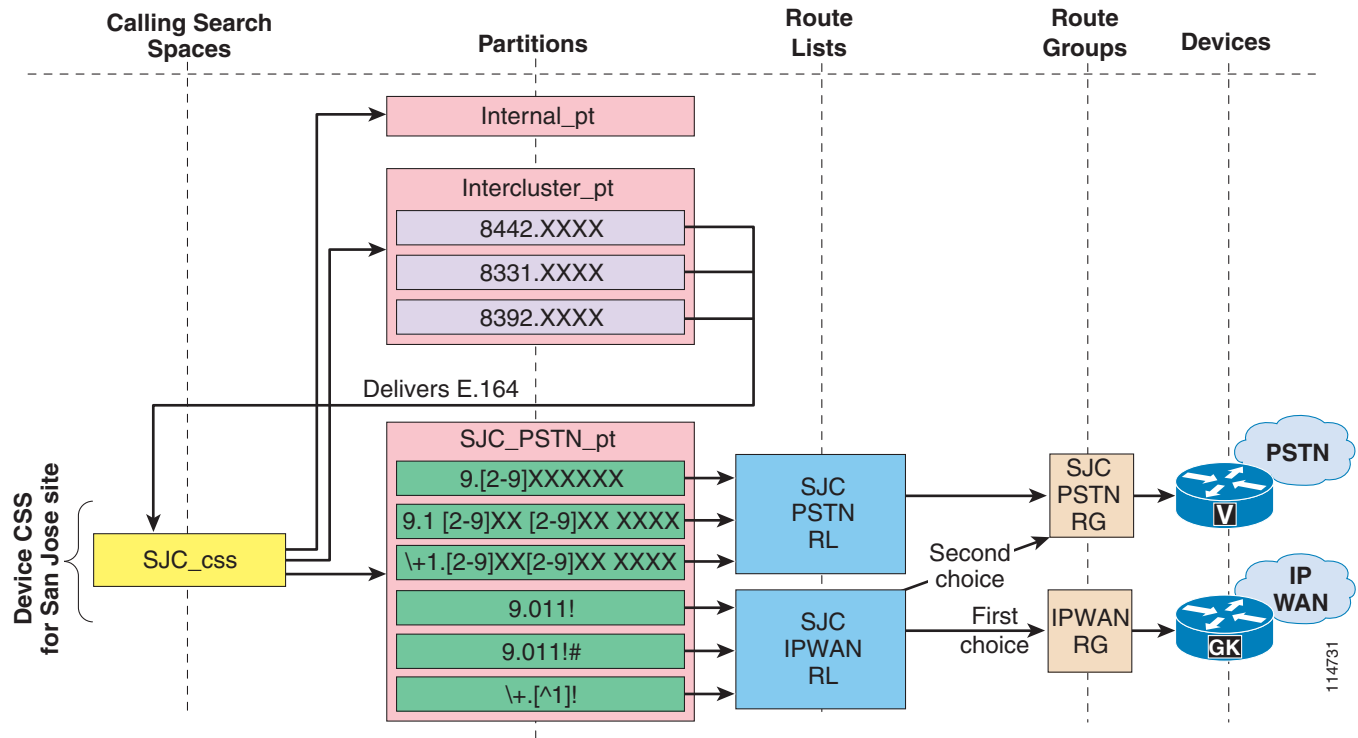 Calling Search
Spaces
Partitions
Route
Lists
Route
Groups
Devices
Internal_pt
Intercluster_pt
8442.XXXX
8331.XXXX
8392.XXXX
Delivers E.164
SJC_PSTN_pt
9.[2-9]XXXXXX
9.1 [2-9]XX [2-9]XX XXXX
\+1.[2-9]XX[2-9]XX XXXX
9.011!
9.011!#
\+.[^1]!
Device CSS
for San Jose site
SJC_css
SJC
PSTN
RL
SJC
IPWAN
RL
Second
choice
First
choice
SJC
PSTN
RG
IPWAN
RG
PSTN
V
IP
WAN
GK
114731